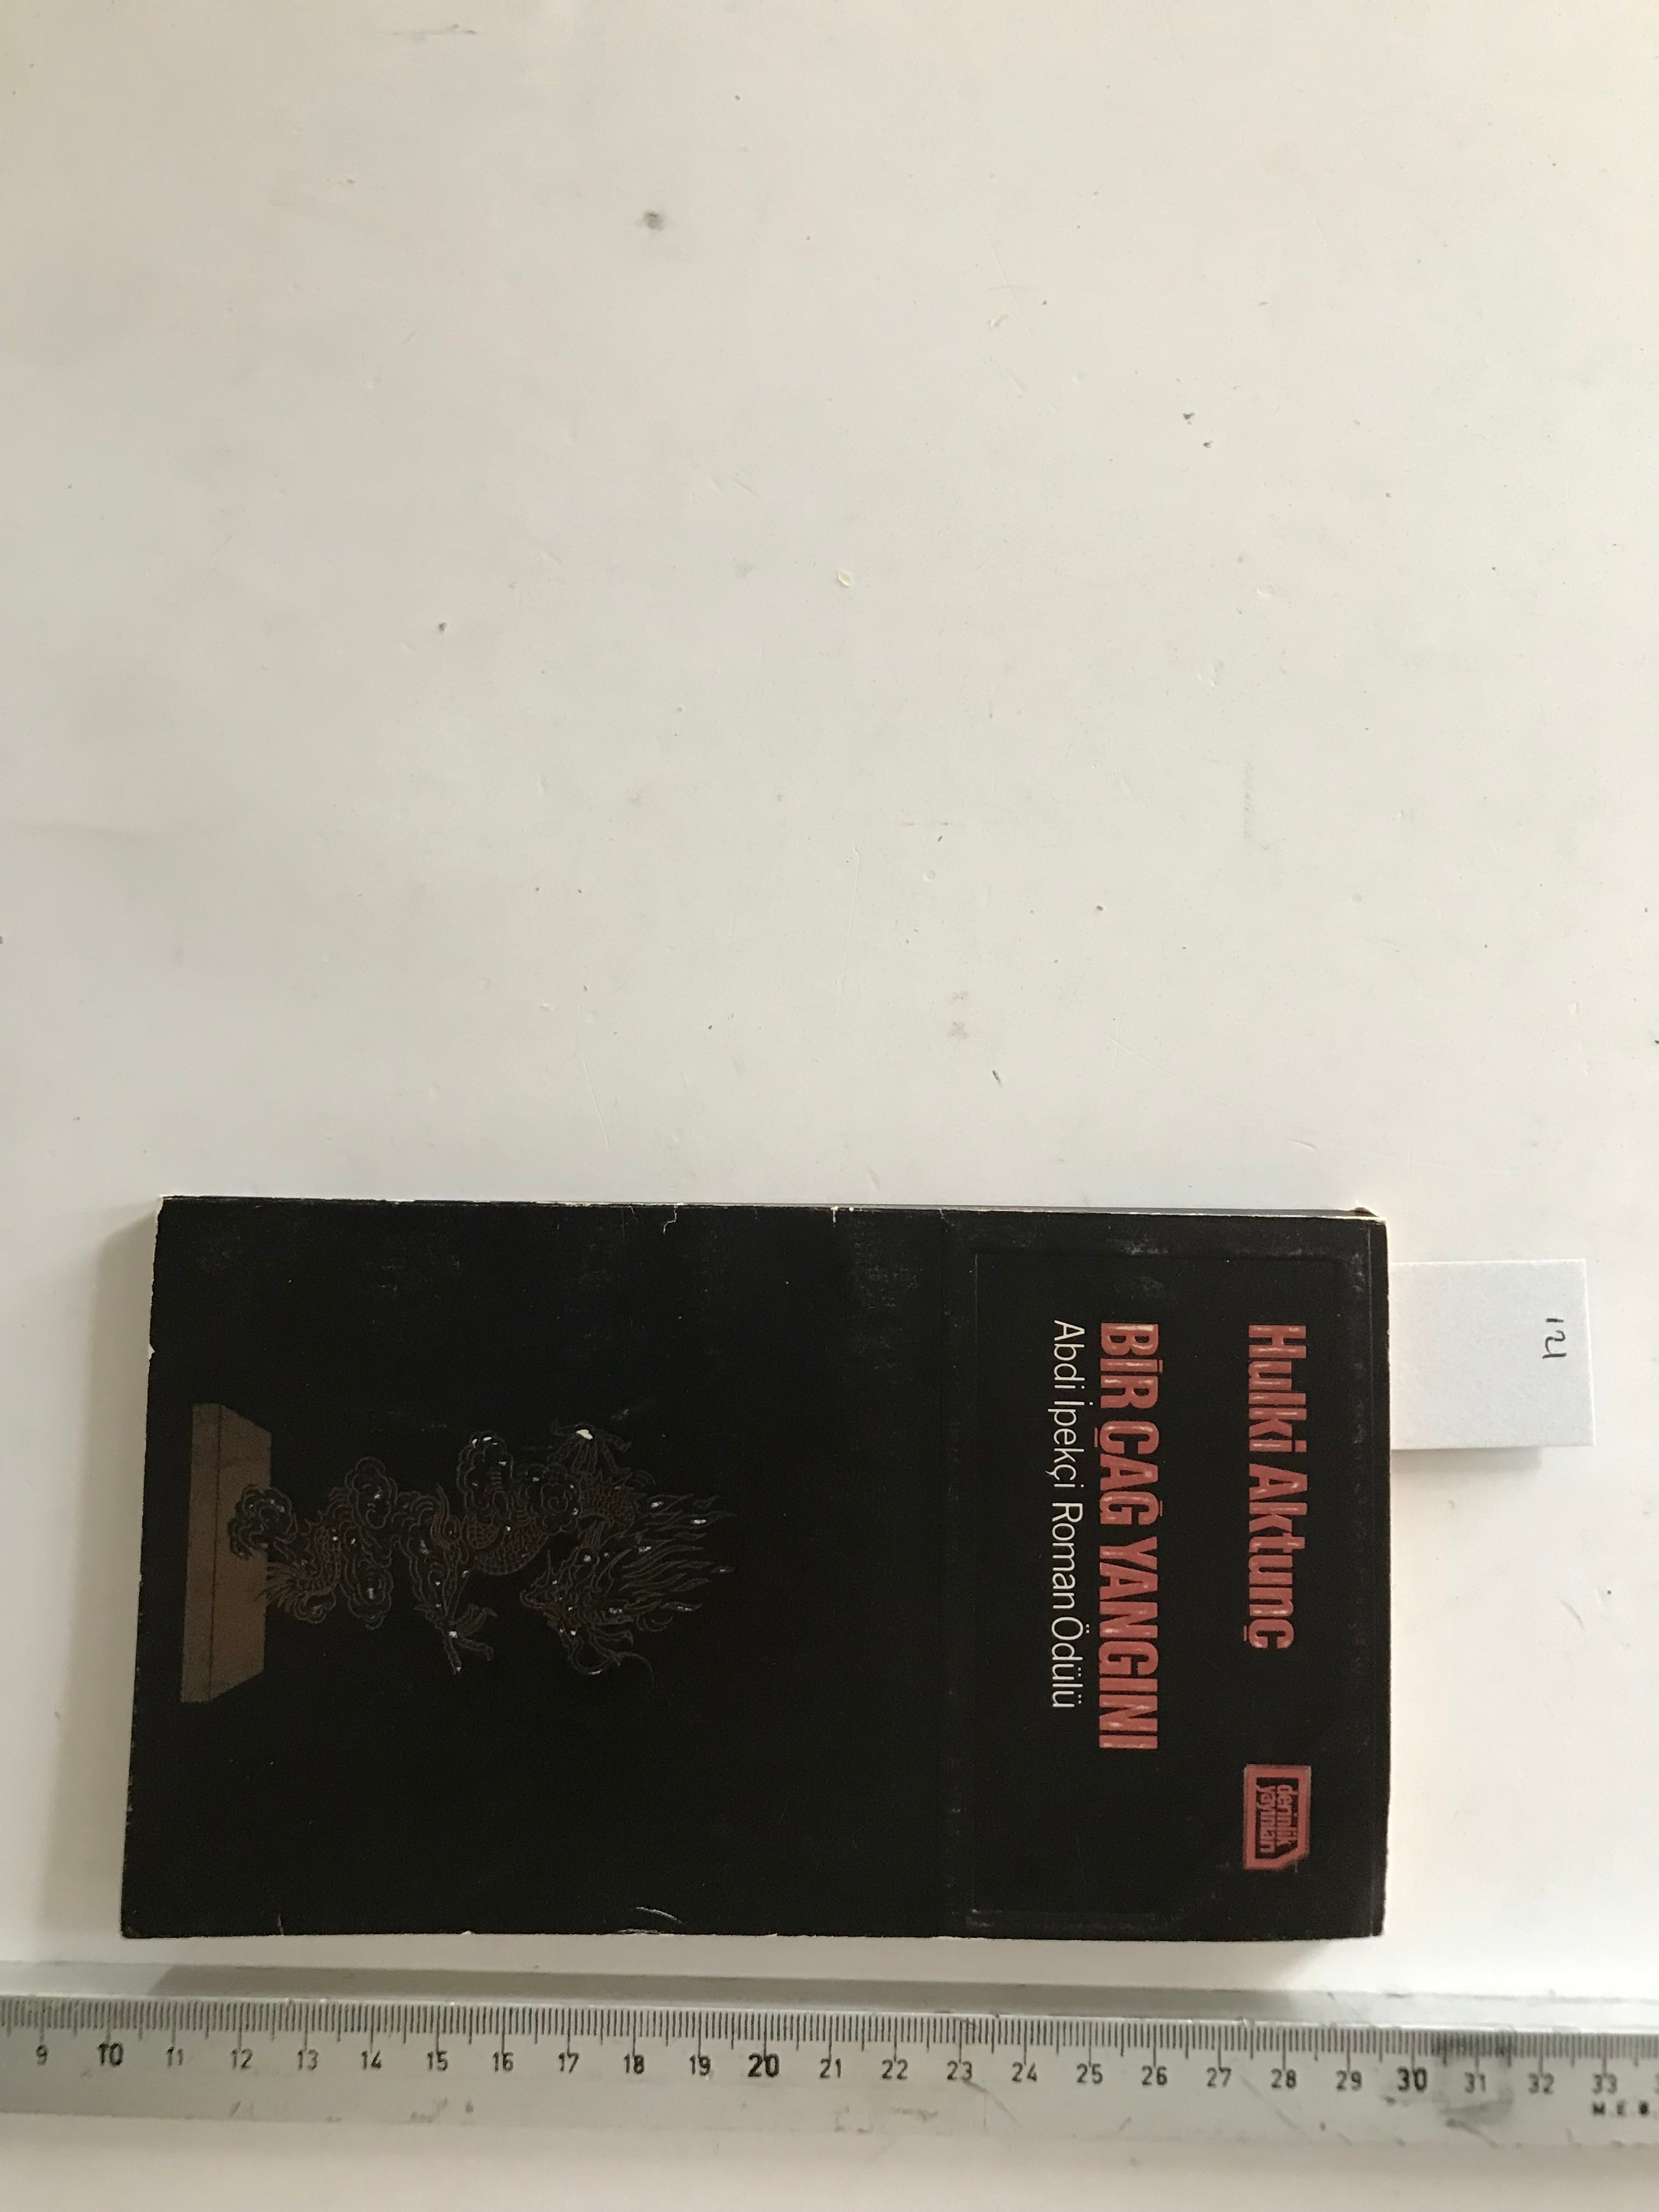 121
Hulki Aktunç
derinlik
yayınları
BİR ÇAĞ YANGINI
Abdi İpekçi Roman Ödülü
9 10 11 12 13 14 15 16 17 18 19 20 21 22 23 24 25 26 27 28 29 30 31 32 33
M.E.B.